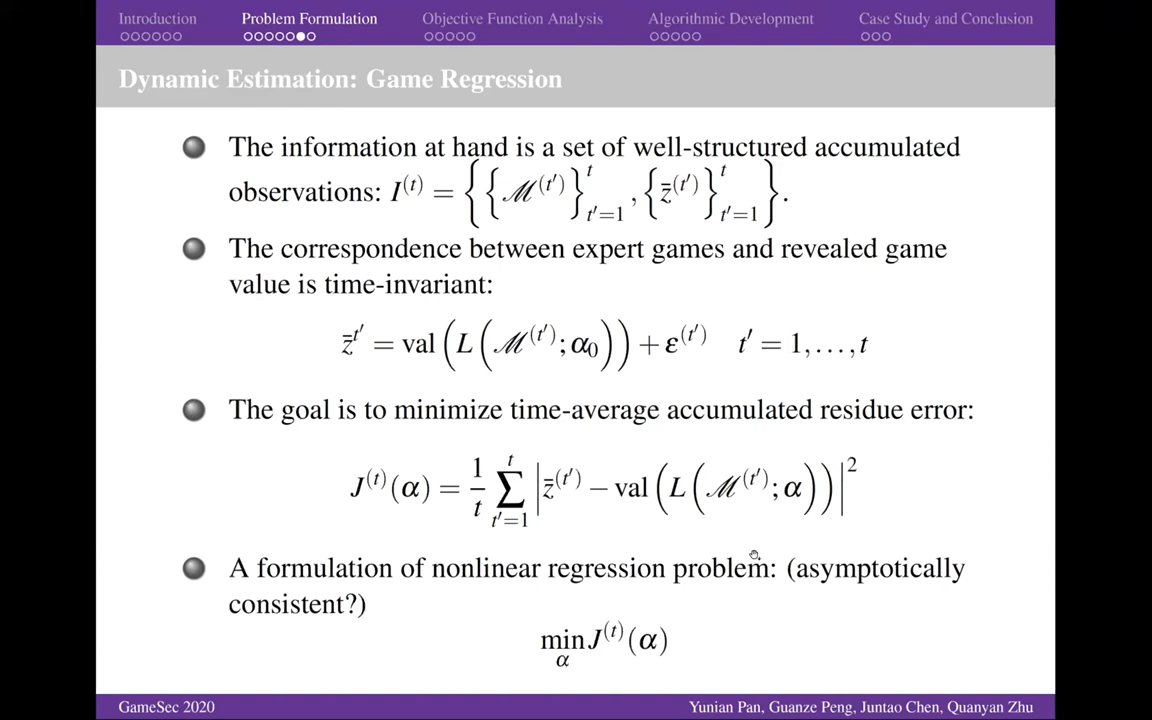 Introduction Problem Formulation Objective Function Analysis Algorithmic Development Case Study and Conclusion
Dynamic Estimation: Game Regression
The information at hand is a set of well-structured accumulated
observations: I^{(t)} = { { ℳ^{(t′)} }_{t′=1}^{t} , { z̄^{(t′)} }_{t′=1}^{t} }.
The correspondence between expert games and revealed game
value is time-invariant:
z̄^{t′} = val ( L ( ℳ^{(t′)}; α_0 ) ) + ε^{(t′)} t′ = 1,…,t
The goal is to minimize time-average accumulated residue error:
J^{(t)}(α) = \frac{1}{t} ∑_{t′=1}^{t} | z̄^{(t′)} − val ( L ( ℳ^{(t′)}; α ) ) |^2
A formulation of nonlinear regression problem: (asymptotically
consistent?)
min_α J^{(t)}(α)
GameSec 2020 Yunian Pan, Guanze Peng, Juntao Chen, Quanyan Zhu